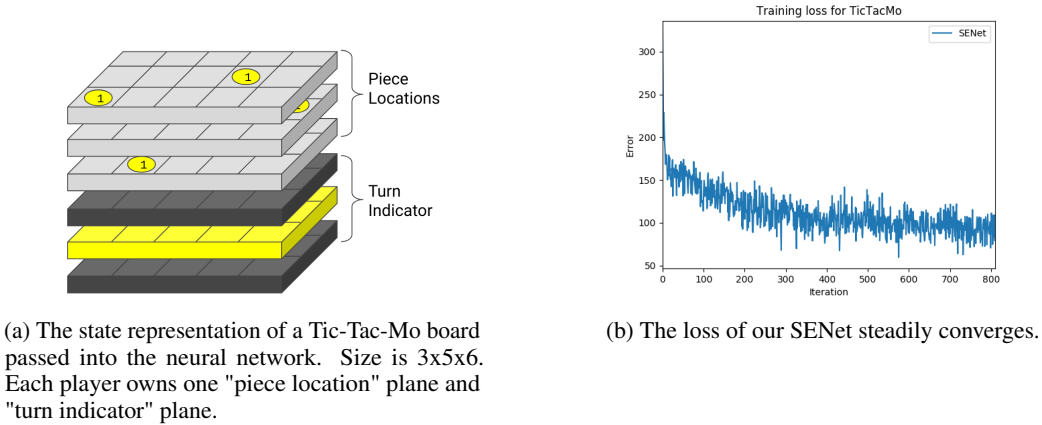 1
1
1
1
Piece
Locations
Turn
Indicator
Training loss for TicTacMo
SENet
300
250
200
150
100
50
Error
0 100 200 300 400 500 600 700 800
Iteration
(a) The state representation of a Tic-Tac-Mo board
passed into the neural network. Size is 3x5x6.
Each player owns one "piece location" plane and
"turn indicator" plane.
(b) The loss of our SENet steadily converges.